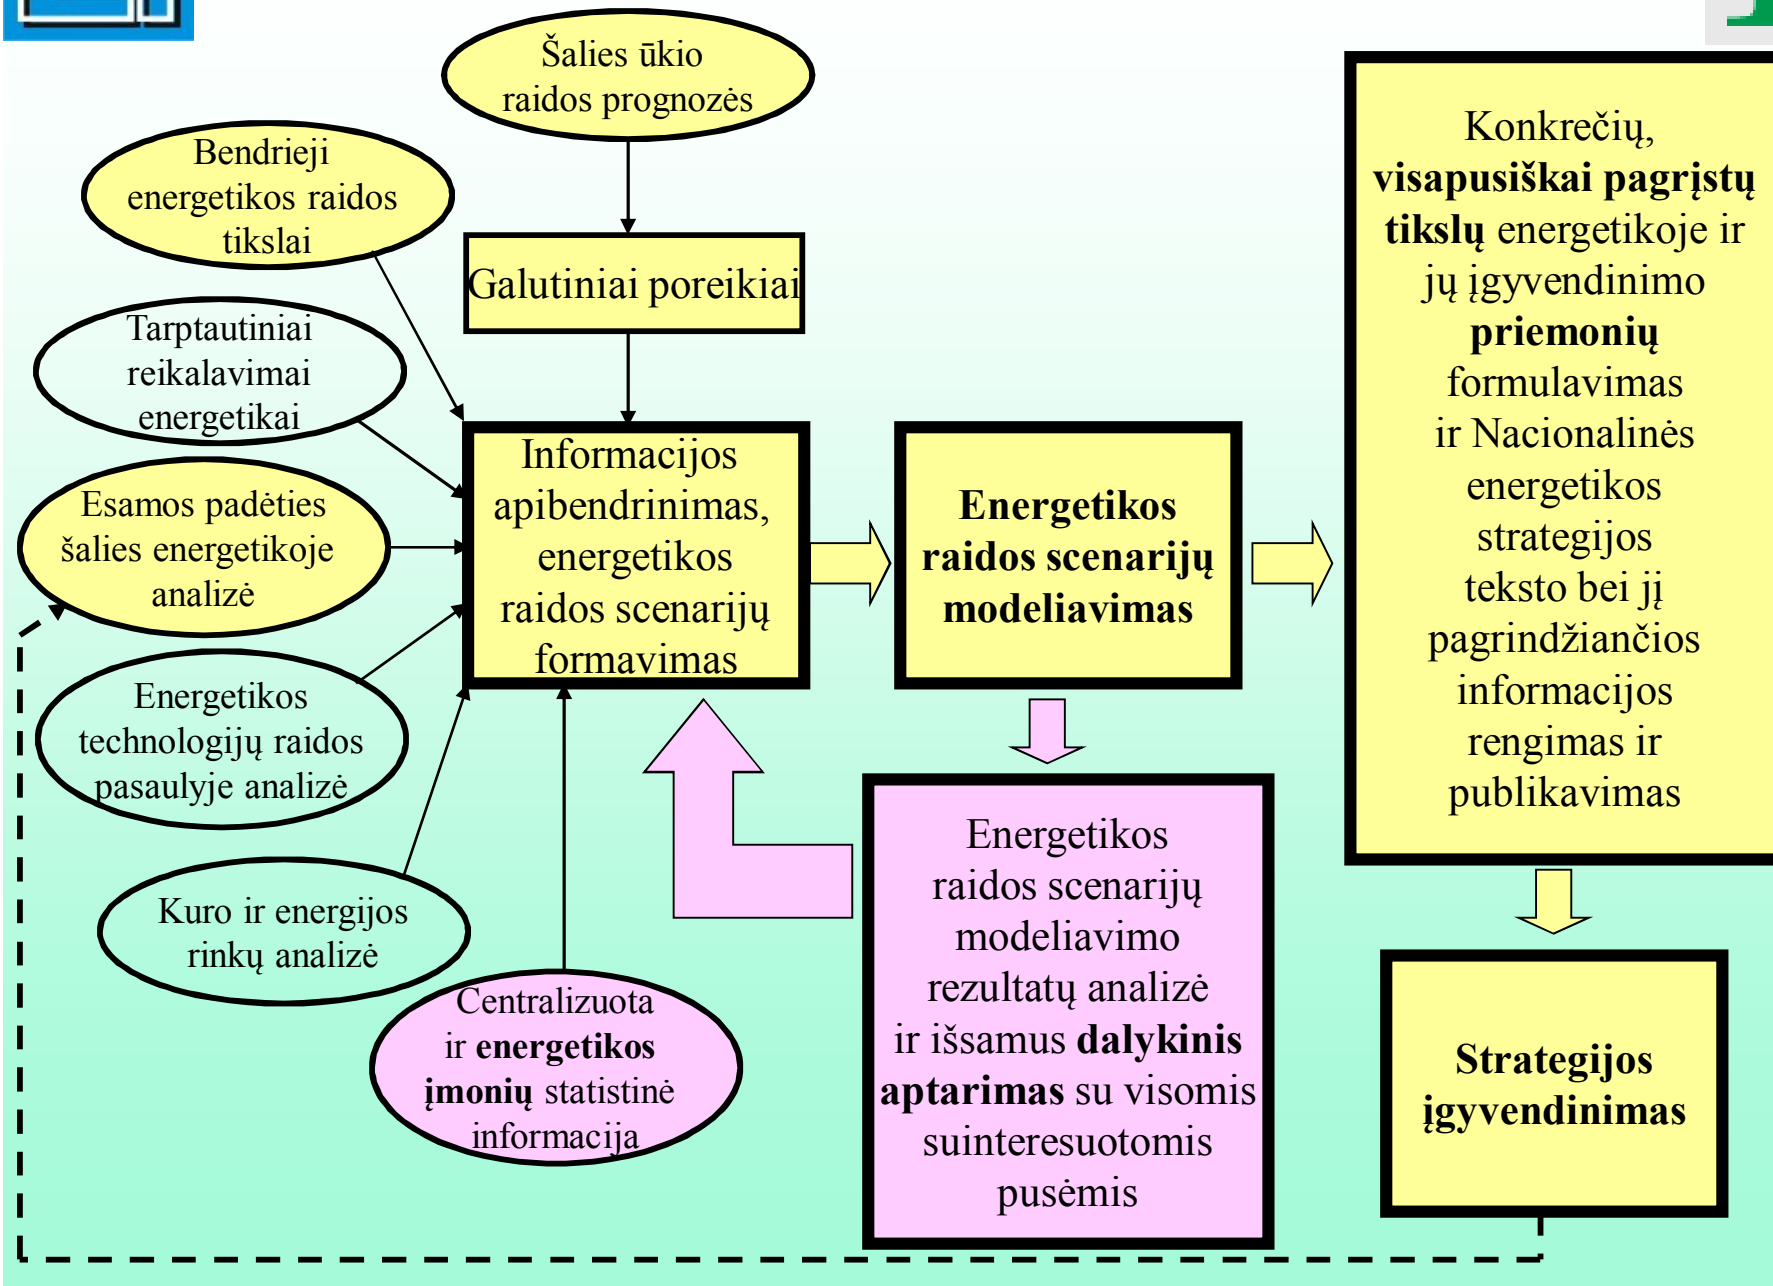 Šalies ūkio
raidos prognozės
Bendrieji
energetikos raidos
tikslai
Galutiniai poreikiai
Tarptautiniai
reikalavimai
energetikai
Esamos padėties
šalies energetikoje
analizė
Energetikos
technologijų raidos
pasaulyje analizė
Kuro ir energijos
rinkų analizė
Centralizuota
ir energetikos
įmonių statistinė
informacija
Informacijos
apibendrinimas,
energetikos
raidos scenarijų
formavimas
Energetikos
raidos scenarijų
modeliavimas
Energetikos
raidos scenarijų
modeliavimo
rezultatų analizė
ir išsamus dalykinis
aptarimas su visomis
suinteresuotomis
pusėmis
Konkrečių,
visapusiškai pagrįstų
tikslų energetikoje ir
jų įgyvendinimo
priemonių
formulavimas
ir Nacionalinės
energetikos
strategijos
teksto bei jį
pagrindžiančios
informacijos
rengimas ir
publikavimas
Strategijos
įgyvendinimas